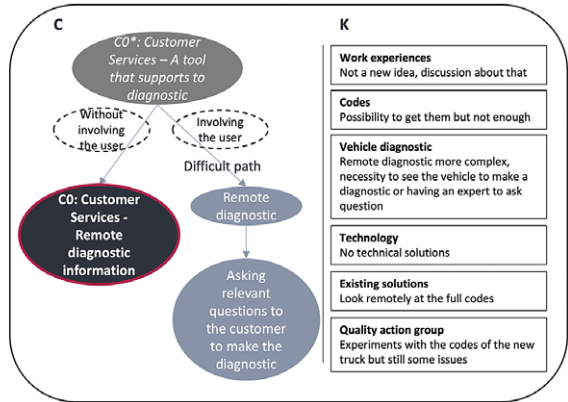 C
C0*: Customer
Services – A tool
that supports to
diagnostic
Without
involving
the user
Involving
the user
Difficult path
C0: Customer
Services -
Remote
diagnostic
information
Remote
diagnostic
Asking
relevant
questions to
the customer
to make the
diagnostic
K
Work experiences
Not a new idea, discussion about that
Codes
Possibility to get them but not enough
Vehicle diagnostic
Remote diagnostic more complex,
necessity to see the vehicle to make a
diagnostic or having an expert to ask
question
Technology
No technical solutions
Existing solutions
Look remotely at the full codes
Quality action group
Experiments with the codes of the new
truck but still some issues